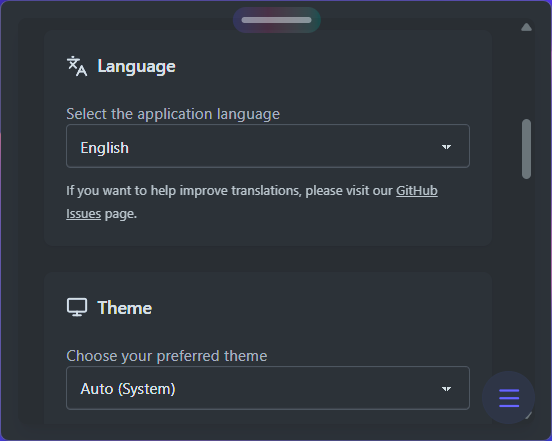 Language
Select the application language
English
If you want to help improve translations, please visit our GitHub
Issues page.
Theme
Choose your preferred theme
Auto (System)